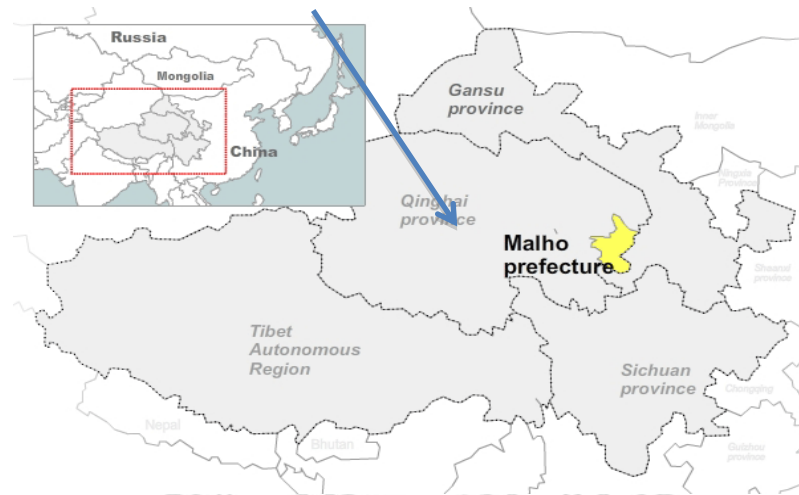 Russia
Mongolia
China
Gansu
province
Inner
Mongolia
Ningxia
Province
Qinghai
province
Malho
prefecture
Shaanxi
province
Tibet
Autonomous
Region
Sichuan
province
Chongqing
Nepal
Bhutan
Guizhou
province